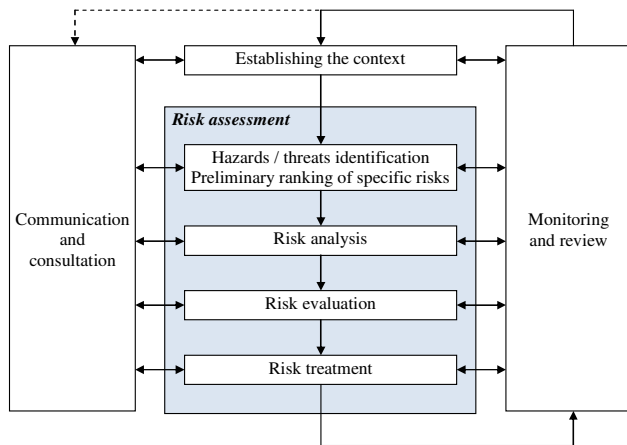 Establishing the context
Risk assessment
Hazards / threats identification
Preliminary ranking of specific risks
Communication
and
consultation
Risk analysis
Monitoring
and review
Risk evaluation
Risk treatment